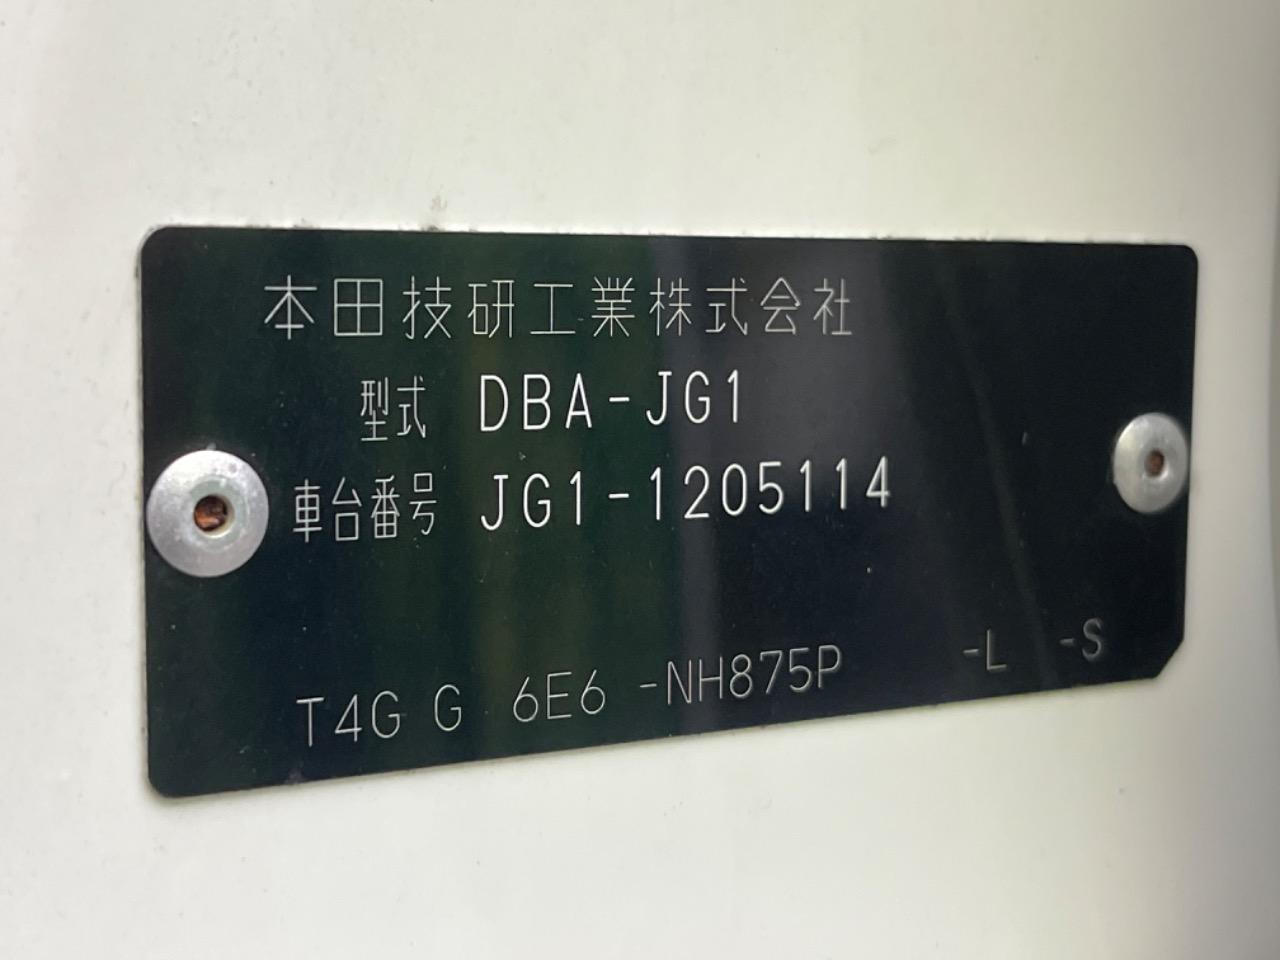 本田技研工業株式会社
型式 DBA-JG1
車台番号 JG1-1205114
T4G G 6E6 -NH875P -L -S